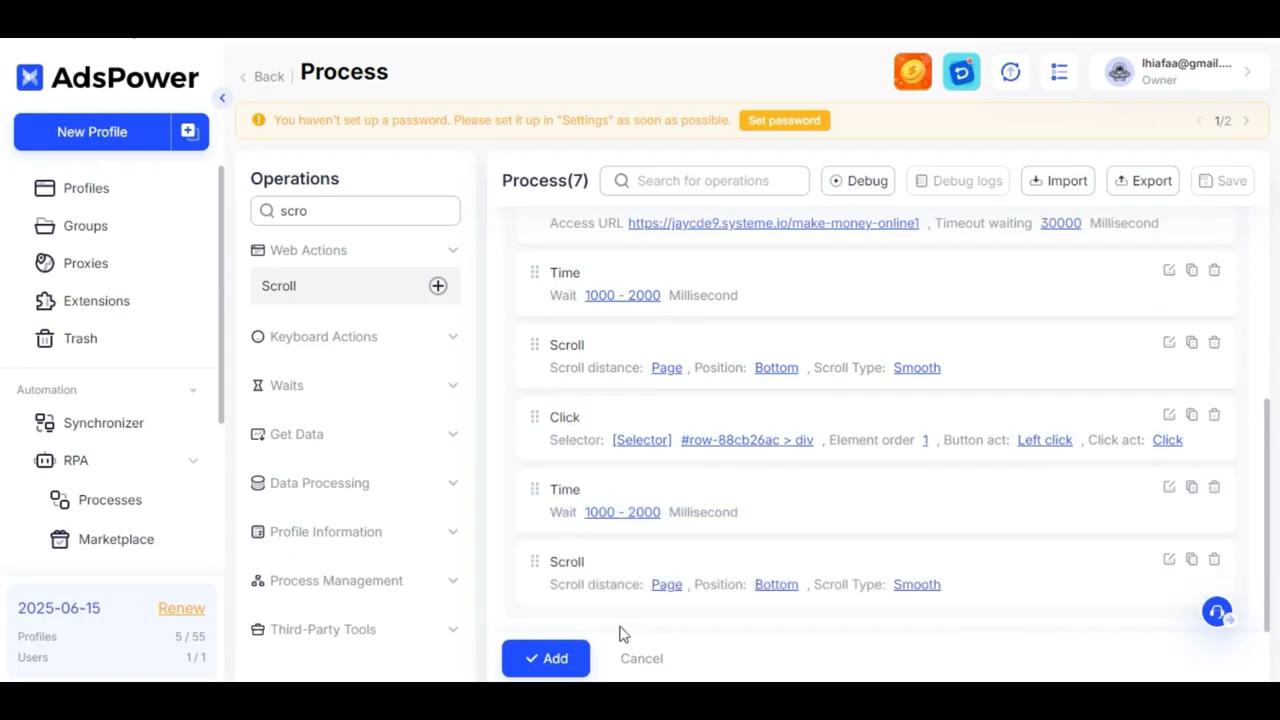 AdsPower
Back | Process
lhiafaa@gmail....
Owner
New Profile
You haven't set up a password. Please set it up in "Settings" as soon as possible. Set password
1/2
Profiles
Groups
Proxies
Extensions
Trash
Automation
Synchronizer
RPA
Processes
Marketplace
2025-06-15 Renew
Profiles 5 / 55
Users 1 / 1
Operations
scro
Web Actions
Scroll
Keyboard Actions
Waits
Get Data
Data Processing
Profile Information
Process Management
Third-Party Tools
Process(7) Search for operations Debug Debug logs Import Export Save
Access URL https://jaycde9.systeme.io/make-money-online1 , Timeout waiting 30000 Millisecond
Time
Wait 1000 - 2000 Millisecond
Scroll
Scroll distance: Page , Position: Bottom , Scroll Type: Smooth
Click
Selector: [Selector] #row-88cb26ac > div , Element order 1 , Button act: Left click , Click act: Click
Time
Wait 1000 - 2000 Millisecond
Scroll
Scroll distance: Page , Position: Bottom , Scroll Type: Smooth
Add Cancel